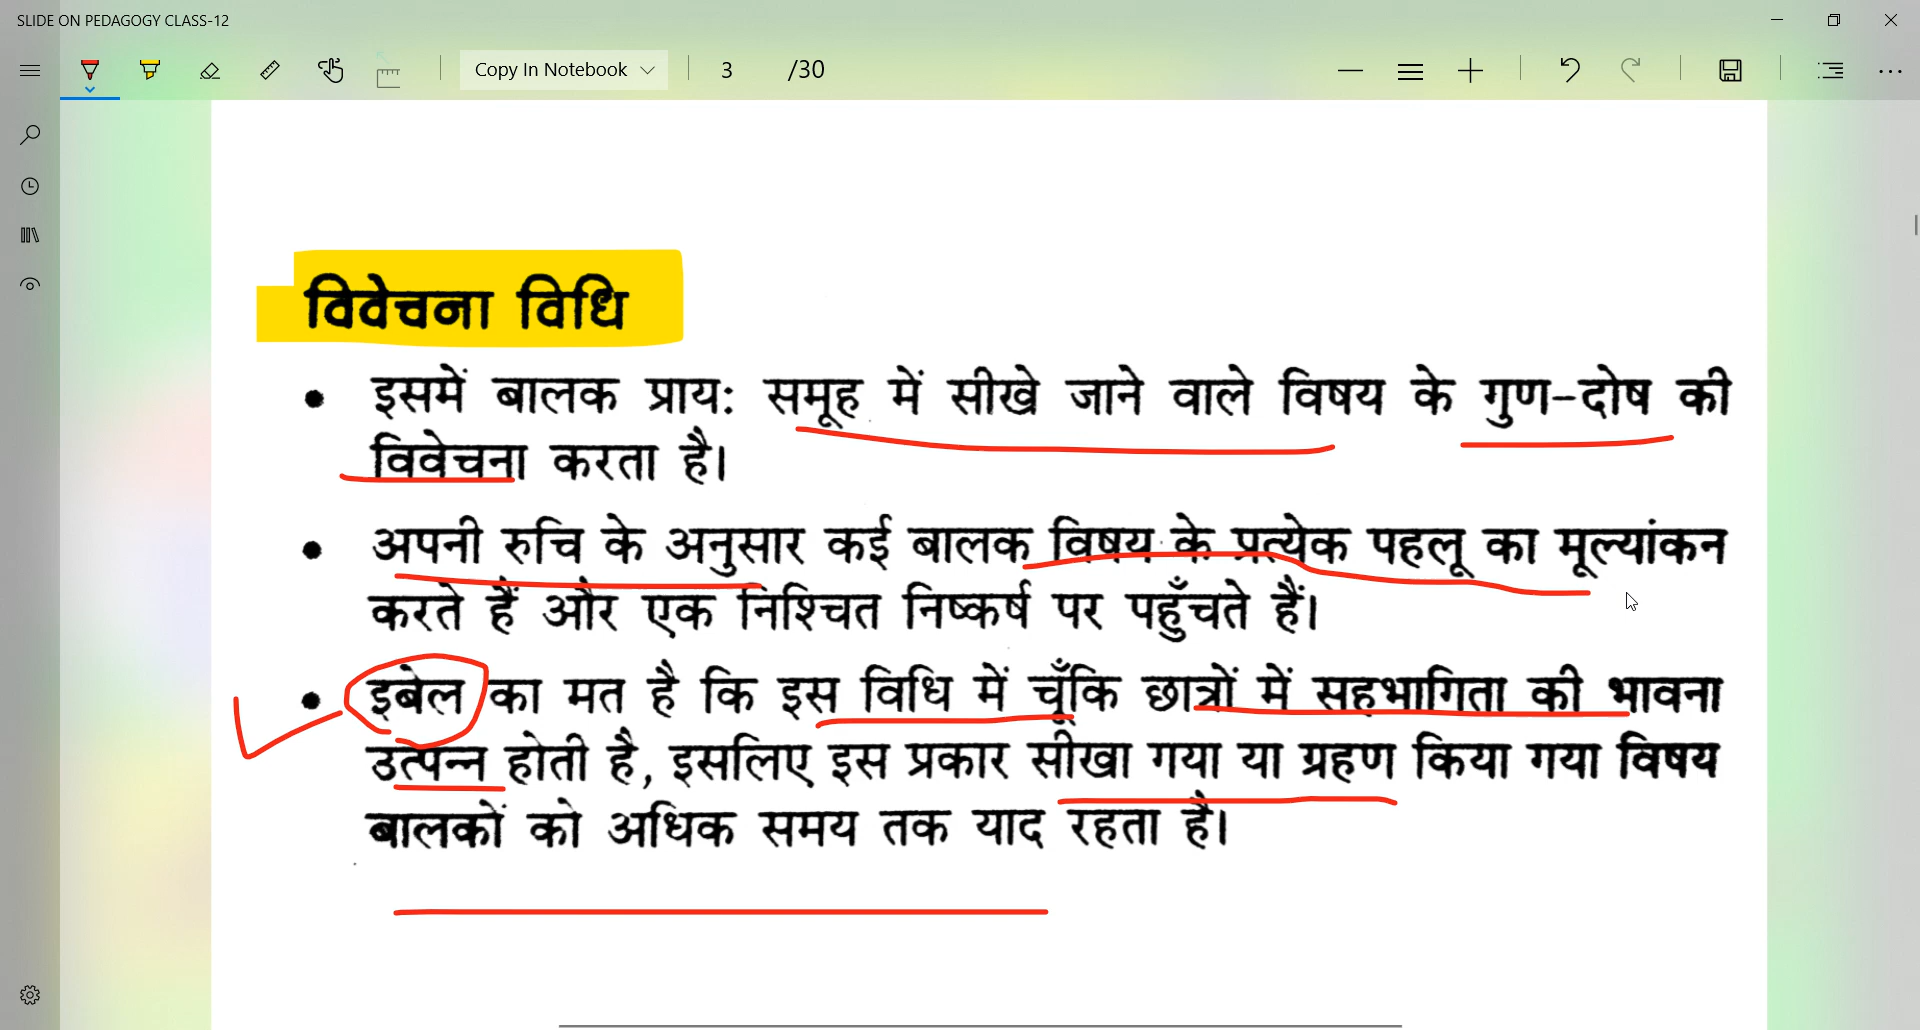 SLIDE ON PEDAGOGY CLASS-12
Copy In Notebook 3 /30
विवेचना विधि
• इसमें बालक प्राय: समूह में सीखे जाने वाले विषय के गुण-दोष की
विवेचना करता है।
• अपनी रुचि के अनुसार कई बालक विषय के प्रत्येक पहलू का मूल्यांकन
करते हैं और एक निश्चित निष्कर्ष पर पहुँचते हैं।
• इबेल का मत है कि इस विधि में चूँकि छात्रों में सहभागिता की भावना
उत्पन्न होती है, इसलिए इस प्रकार सीखा गया या ग्रहण किया गया विषय
बालकों को अधिक समय तक याद रहता है।